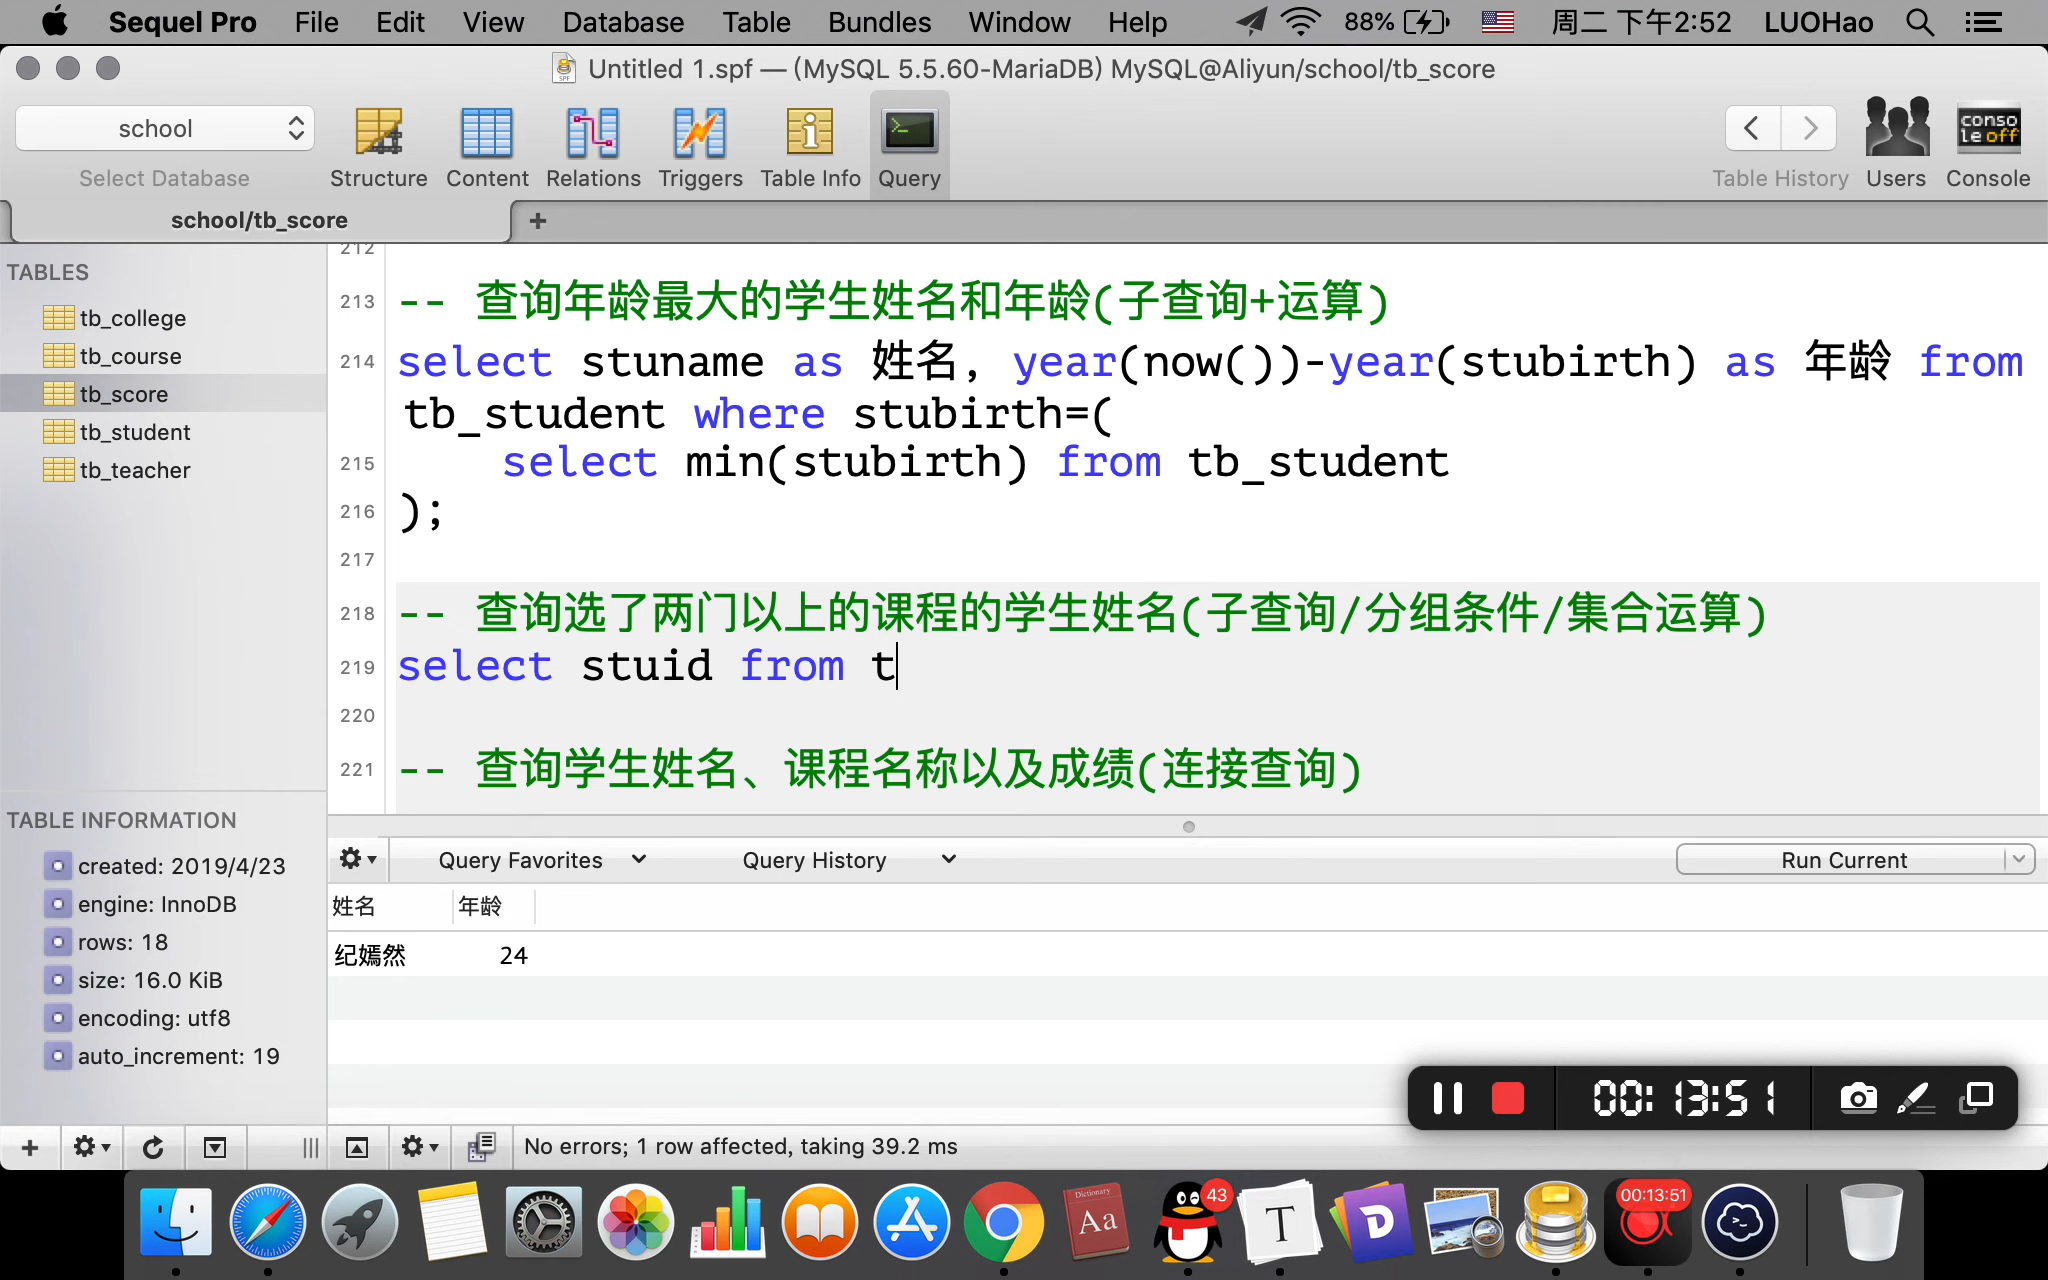 Sequel Pro File Edit View Database Table Bundles Window Help 88% 周二 下午2:52 LUOHao
Untitled 1.spf — (MySQL 5.5.60-MariaDB) MySQL@Aliyun/school/tb_score
school
Select Database
Structure Content Relations Triggers Table Info Query
Table History Users Console
conso
le off
school/tb_score +
TABLES
tb_college
tb_course
tb_score
tb_student
tb_teacher
212
213 -- 查询年龄最大的学生姓名和年龄(子查询+运算)
214 select stuname as 姓名, year(now())-year(stubirth) as 年龄 from
tb_student where stubirth=(
215 select min(stubirth) from tb_student
216 );
217
218 -- 查询选了两门以上的课程的学生姓名(子查询/分组条件/集合运算)
219 select stuid from t
220
221 -- 查询学生姓名、课程名称以及成绩(连接查询)
TABLE INFORMATION
created: 2019/4/23
engine: InnoDB
rows: 18
size: 16.0 KiB
encoding: utf8
auto_increment: 19
Query Favorites Query History Run Current
姓名 年龄
纪嫣然 24
00:13:51
No errors; 1 row affected, taking 39.2 ms
Dictionary
Aa
43
T
D
00:13:51